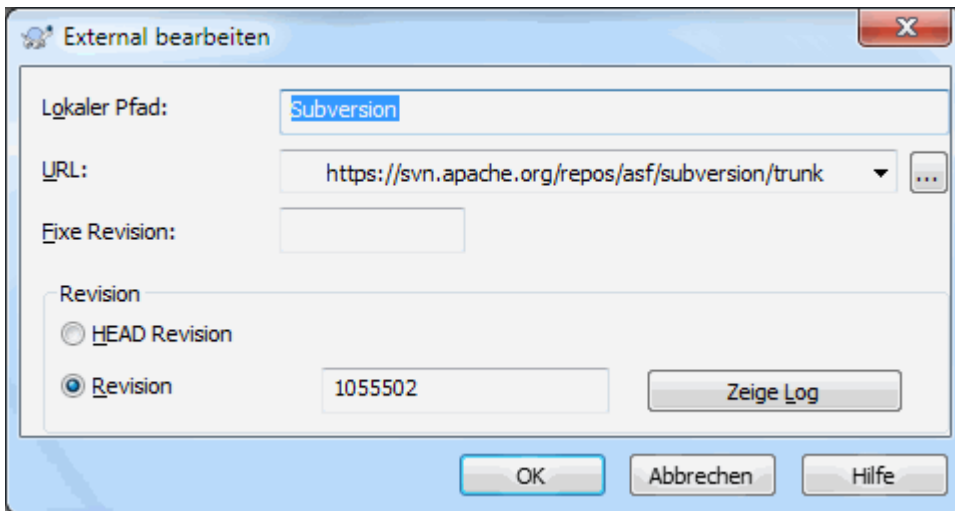 External bearbeiten
Lokaler Pfad: Subversion
URL: https://svn.apache.org/repos/asf/subversion/trunk ...
Fixe Revision:
Revision
HEAD Revision
Revision 1055502 Zeige Log
OK Abbrechen Hilfe